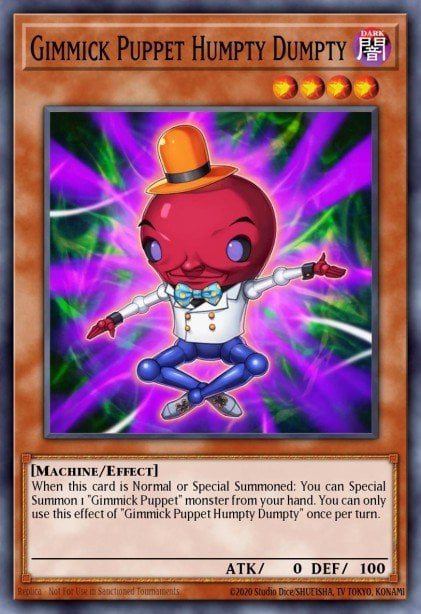 GIMMICK PUPPET HUMPTY DUMPTY
DARK
闇
[MACHINE/EFFECT]
When this card is Normal or Special Summoned: You can Special
Summon 1 "Gimmick Puppet" monster from your hand. You can only
use this effect of "Gimmick Puppet Humpty Dumpty" once per turn.
ATK/ 0 DEF/ 100
Replica - Not For Use in Sanctioned Tournaments
©2020 Studio Dice/SHUEISHA, TV TOKYO, KONAMI